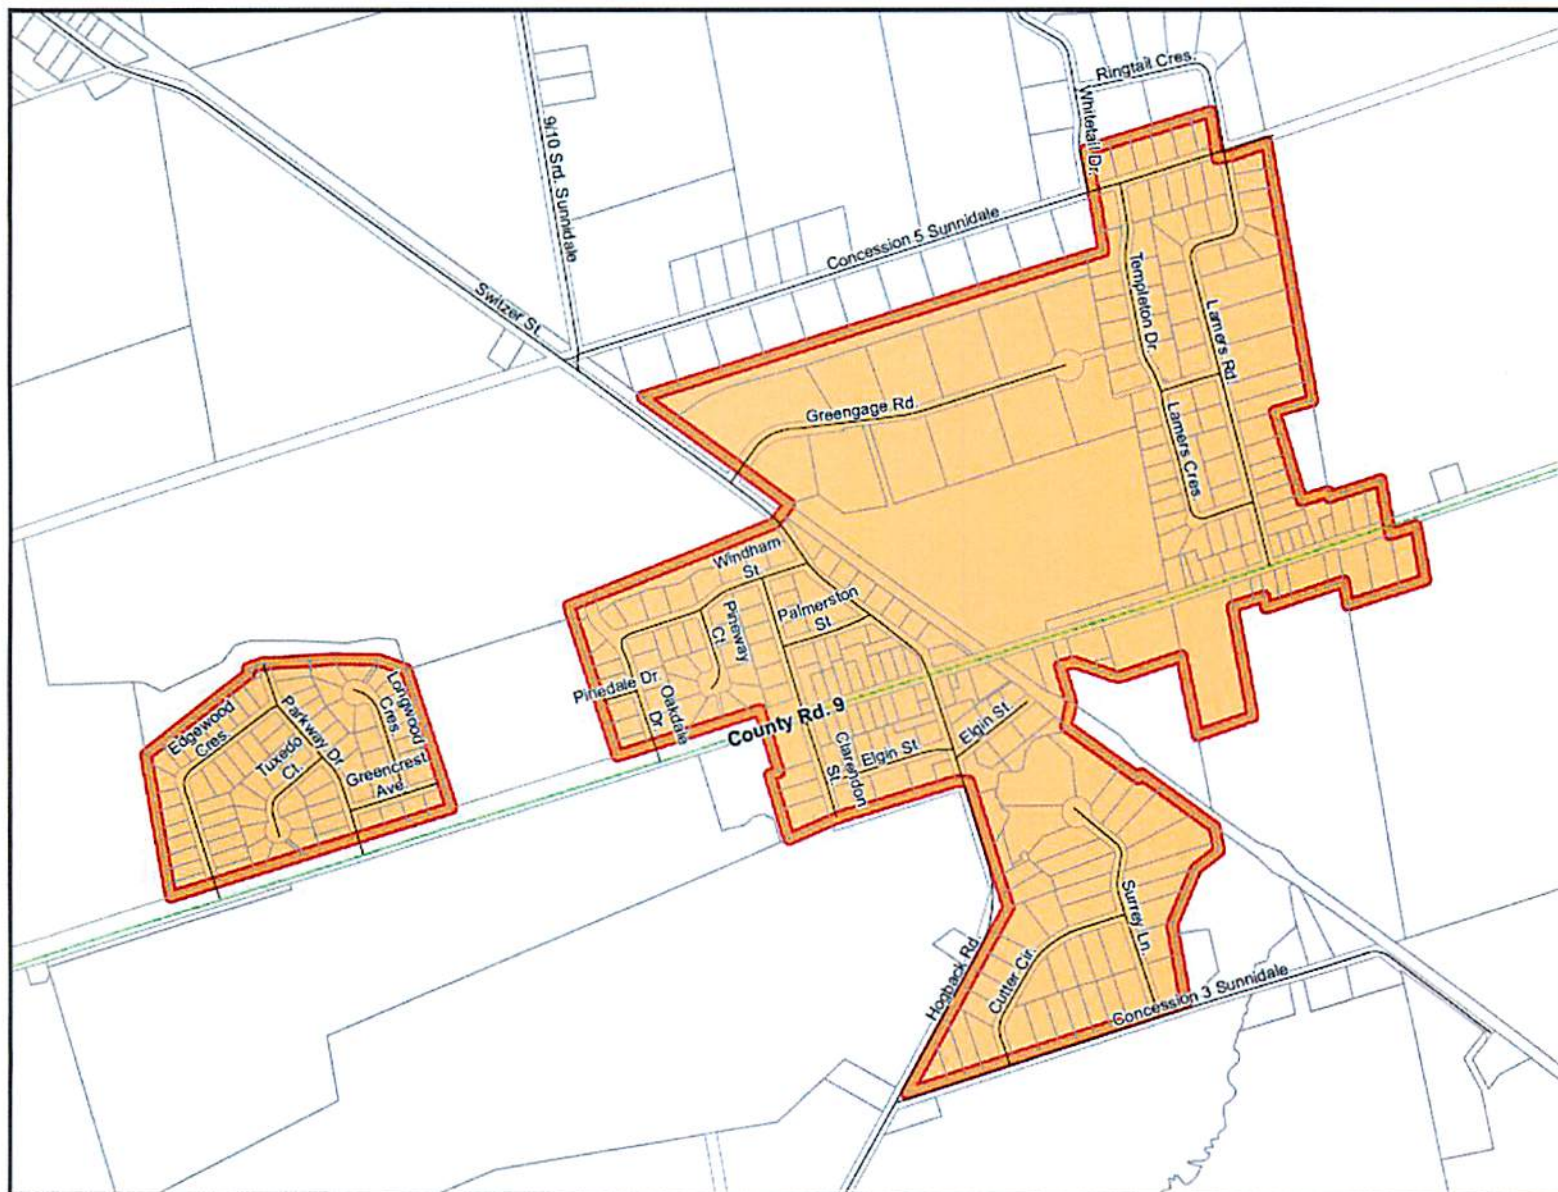 Ringtail Cres.
Whitetail Dr.
9/10 Srd. Sunnidale
Concession 5 Sunnidale
Switzer St.
Templeton Dr.
Lamers Rd.
Greengage Rd
Lamers Cres.
Windham
St.
Palmerston
St.
Pineway
Ct.
Pinedale Dr.
Oakdale
Dr.
County Rd. 9
Elgin St.
Elgin St.
Clarendon
St.
Longwood
Cres.
Edgewood
Cres.
Parkway Dr
Tuxedo
Ct.
Greencrest
Ave.
Surrey Ln.
Cutter Cir.
Hogback Rd.
Concession 3 Sunnidale